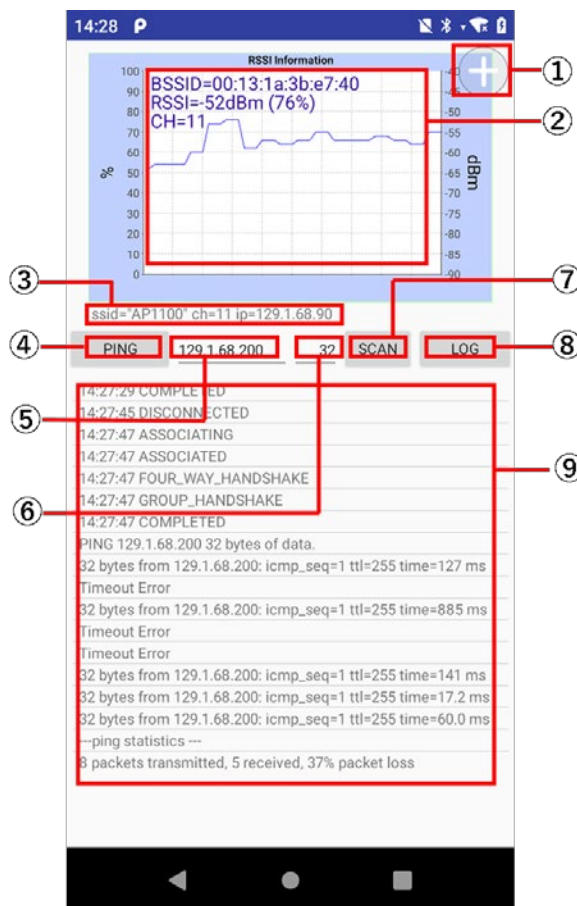 14:28
RSSI Information
①
100 -40
BSSID=00:13:1a:3b:e7:40
90 -45
RSSI=-52dBm (76%)
80 -50
CH=11
②
70 -55
60 -60
% 50 -65 dBm
40 -70
30 -75
20 -80
10 -85
0 -90
③ ⑦
ssid="AP1100" ch=11 ip=129.1.68.90
④ PING 129.1.68.200 32 SCAN LOG ⑧
14:27:29 COMPLETED
14:27:45 DISCONNECTED
⑤
14:27:47 ASSOCIATING
14:27:47 ASSOCIATED
14:27:47 FOUR_WAY_HANDSHAKE
⑨
14:27:47 GROUP_HANDSHAKE
⑥
14:27:47 COMPLETED
PING 129.1.68.200 32 bytes of data.
32 bytes from 129.1.68.200: icmp_seq=1 ttl=255 time=127 ms
Timeout Error
32 bytes from 129.1.68.200: icmp_seq=1 ttl=255 time=885 ms
Timeout Error
Timeout Error
32 bytes from 129.1.68.200: icmp_seq=1 ttl=255 time=141 ms
32 bytes from 129.1.68.200: icmp_seq=1 ttl=255 time=17.2 ms
32 bytes from 129.1.68.200: icmp_seq=1 ttl=255 time=60.0 ms
---ping statistics ---
8 packets transmitted, 5 received, 37% packet loss